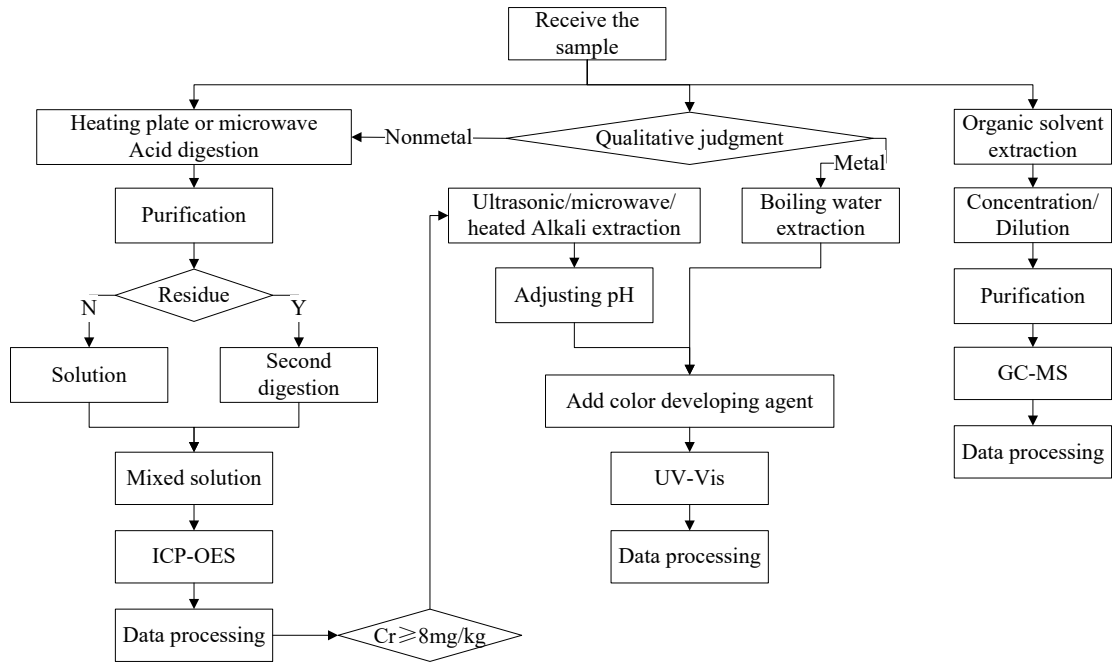 Receive the
sample
Heating plate or microwave
Acid digestion
Nonmetal
Qualitative judgment
Metal
Organic solvent
extraction
Purification
Ultrasonic/microwave/
heated Alkali extraction
Boiling water
extraction
Concentration/
Dilution
Residue
N
Y
Adjusting pH
Purification
Solution
Second
digestion
Add color developing agent
GC-MS
Mixed solution
UV-Vis
Data processing
ICP-OES
Data processing
Data processing
Cr≥8mg/kg